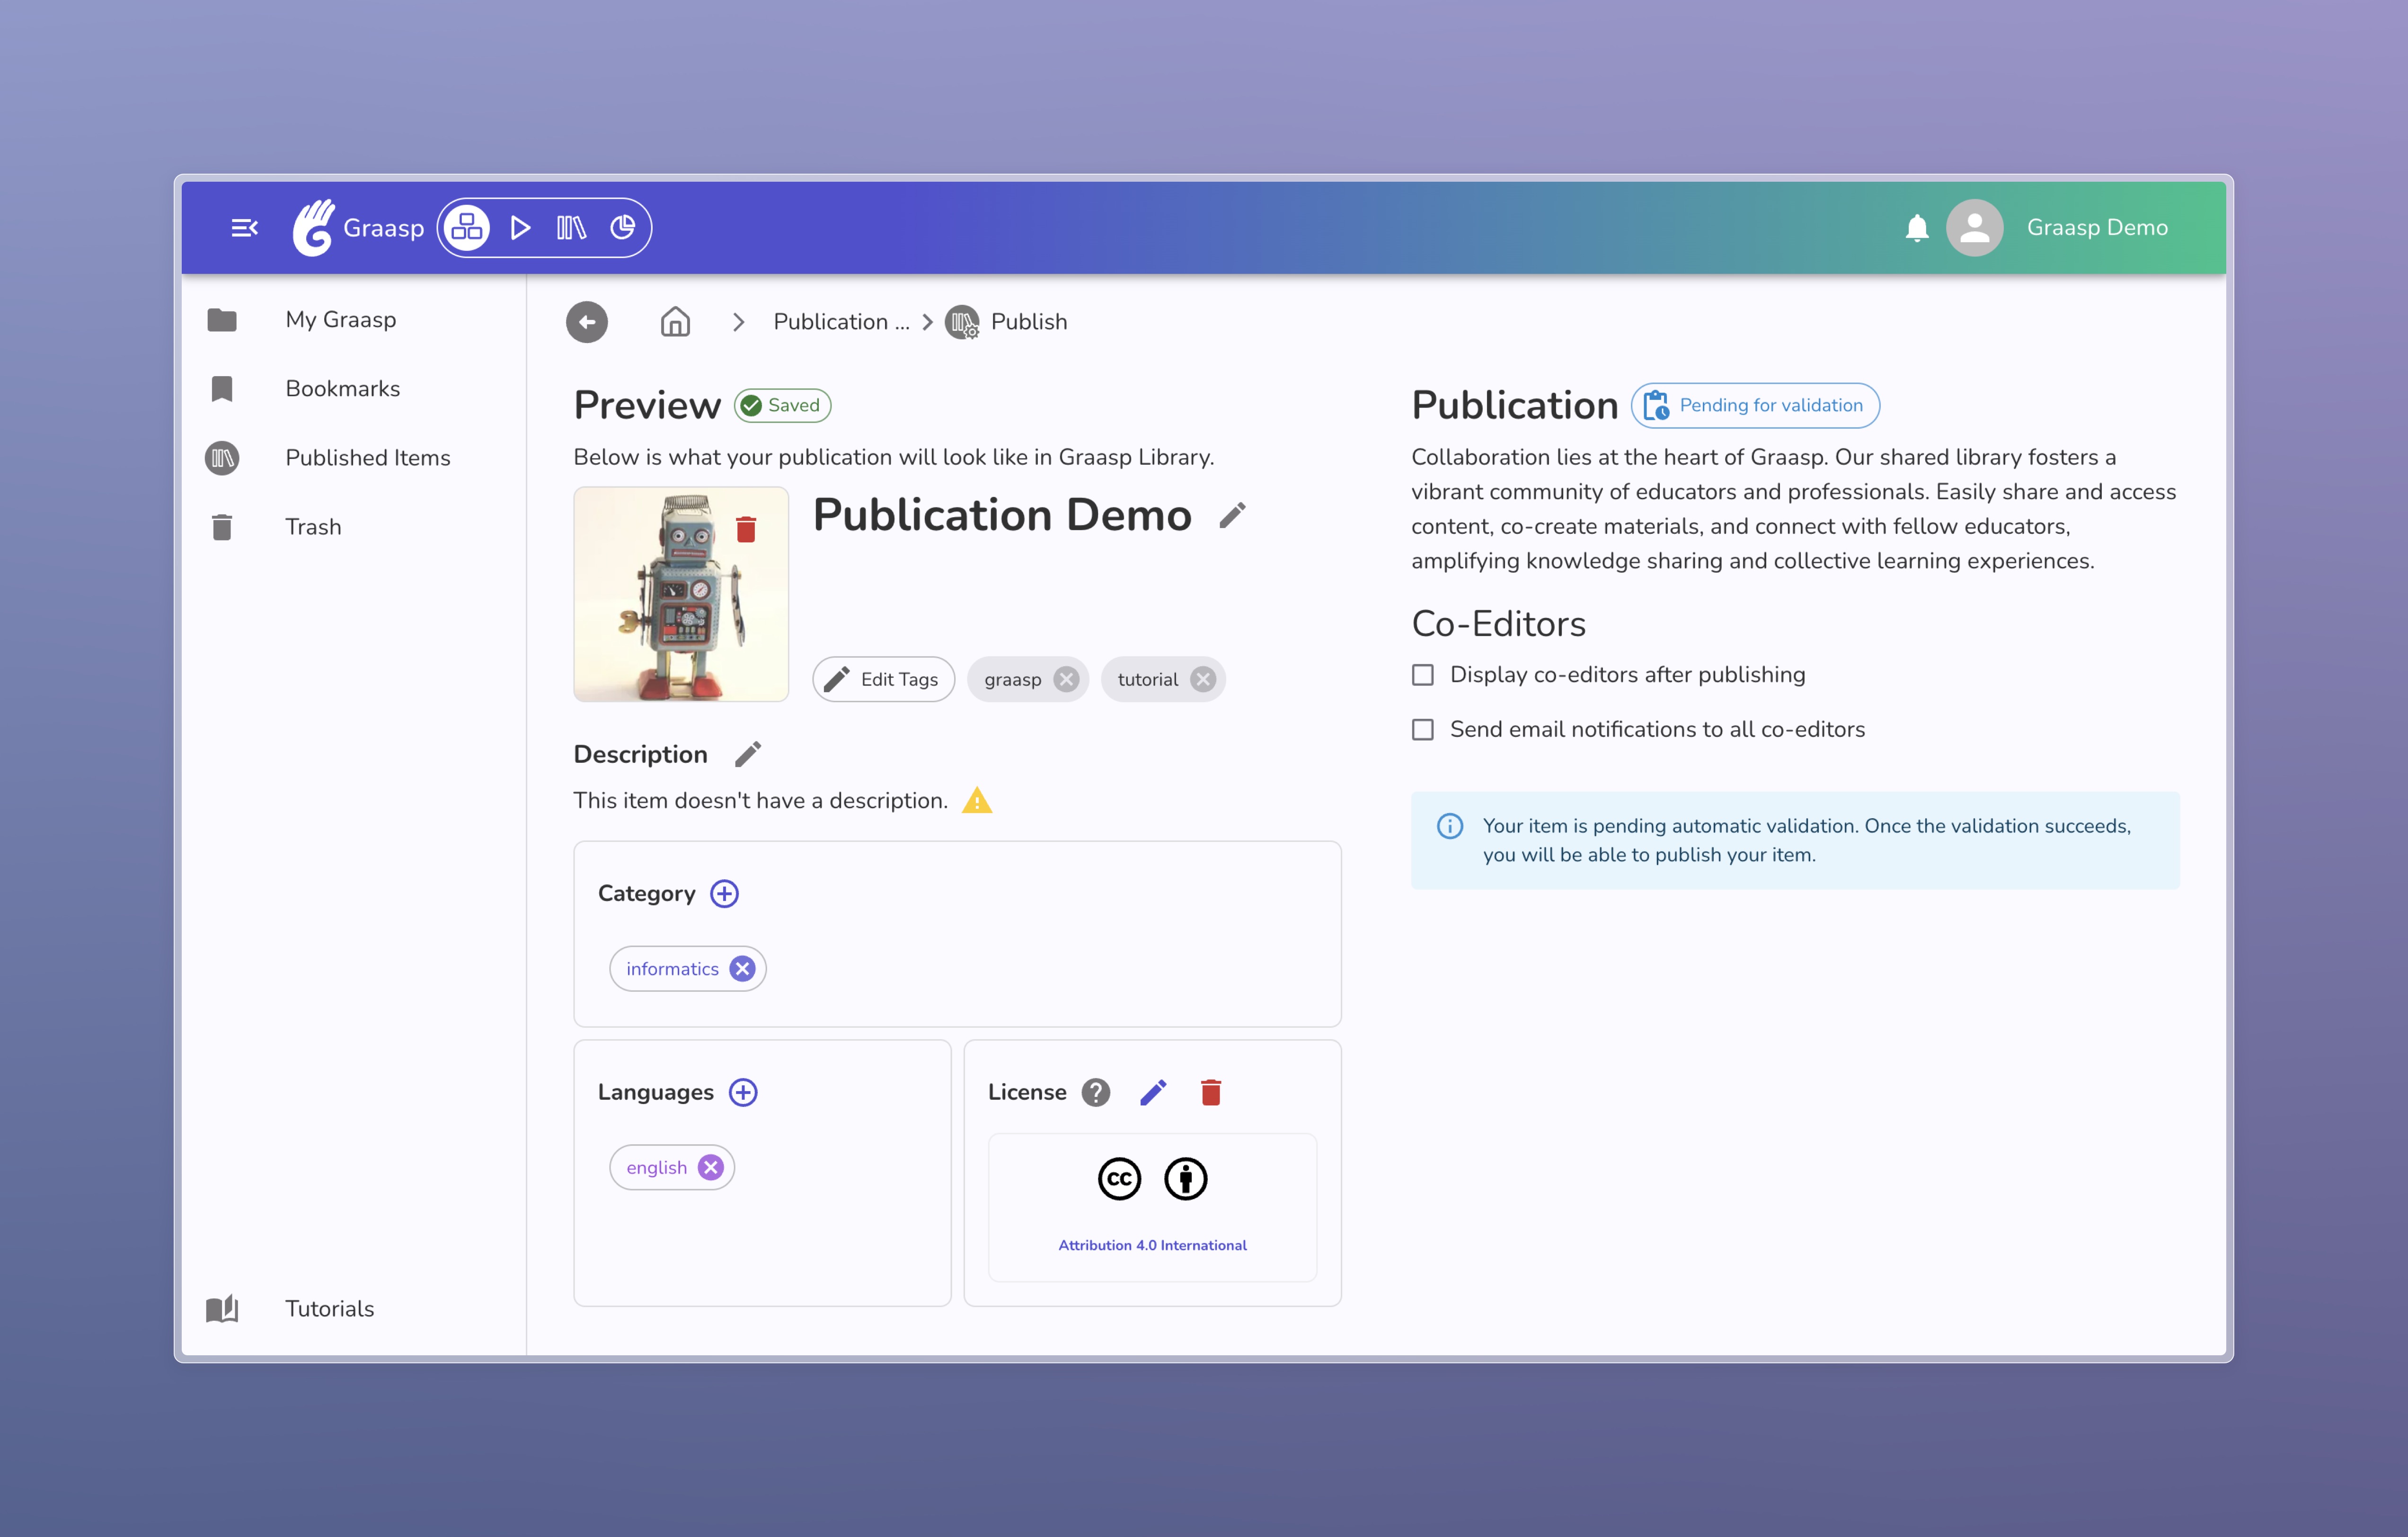 Graasp
Graasp Demo
My Graasp
Bookmarks
Published Items
Trash
Tutorials
Publication ...
Publish
Preview
Saved
Below is what your publication will look like in Graasp Library.
Publication Demo
Edit Tags
graasp
tutorial
Description
This item doesn't have a description.
Category
informatics
Languages
english
License
cc
Attribution 4.0 International
Publication
Pending for validation
Collaboration lies at the heart of Graasp. Our shared library fosters a
vibrant community of educators and professionals. Easily share and access
content, co-create materials, and connect with fellow educators,
amplifying knowledge sharing and collective learning experiences.
Co-Editors
Display co-editors after publishing
Send email notifications to all co-editors
Your item is pending automatic validation. Once the validation succeeds,
you will be able to publish your item.